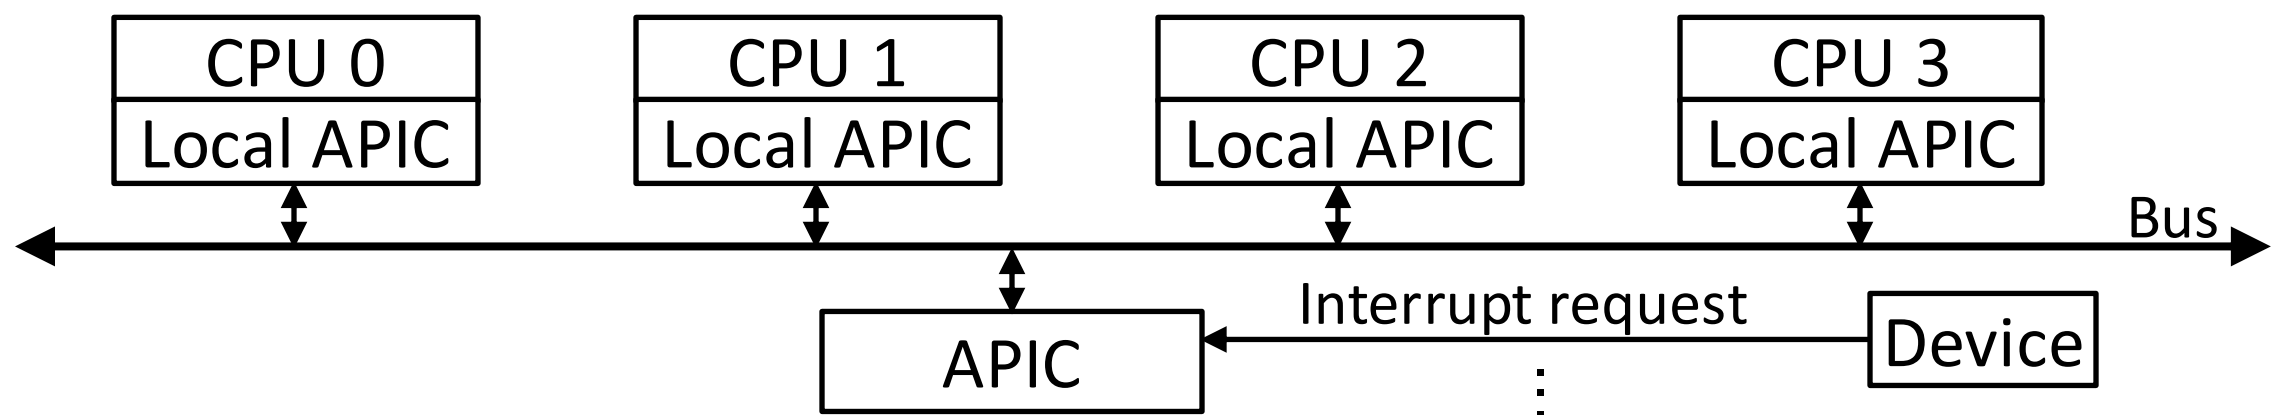 CPU 0
Local APIC
CPU 1
Local APIC
CPU 2
Local APIC
CPU 3
Local APIC
Bus
Interrupt request
APIC
Device